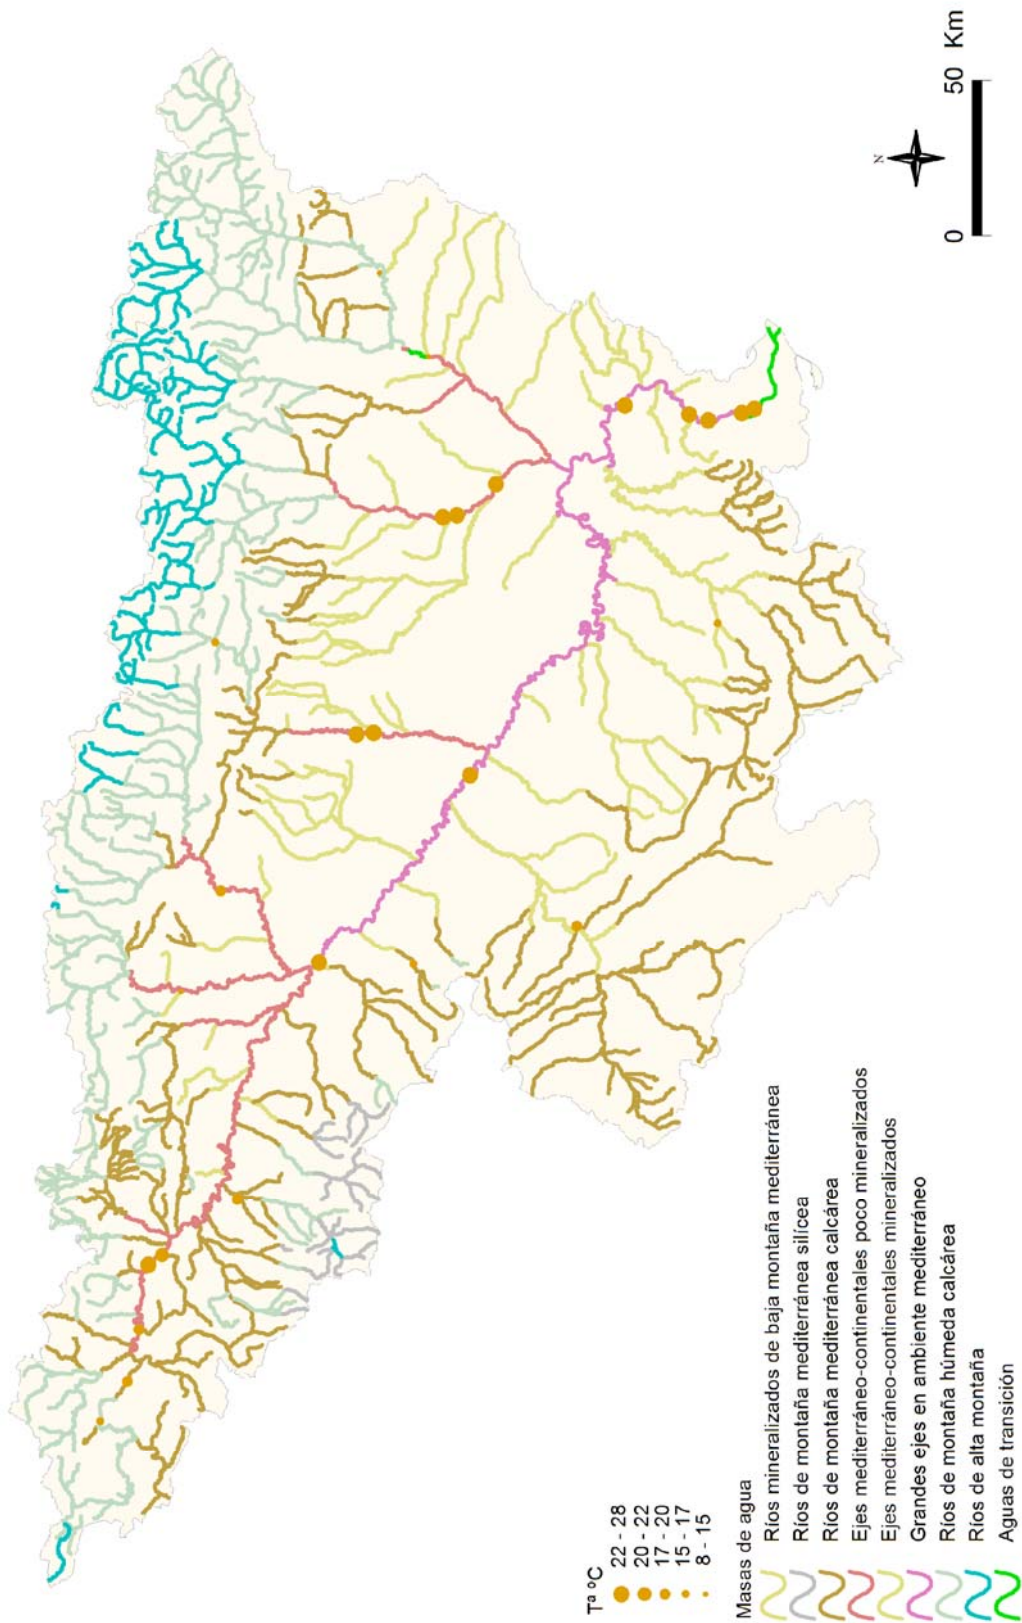 N
0 50 Km
Tª ºC
22 - 28
20 - 22
17 - 20
15 - 17
8 - 15
Masas de agua
Ríos mineralizados de baja montaña mediterránea
Ríos de montaña mediterránea silícea
Ríos de montaña mediterránea calcárea
Ejes mediterráneo-continentales poco mineralizados
Ejes mediterráneo-continentales mineralizados
Grandes ejes en ambiente mediterráneo
Ríos de montaña húmeda calcárea
Ríos de alta montaña
Aguas de transición